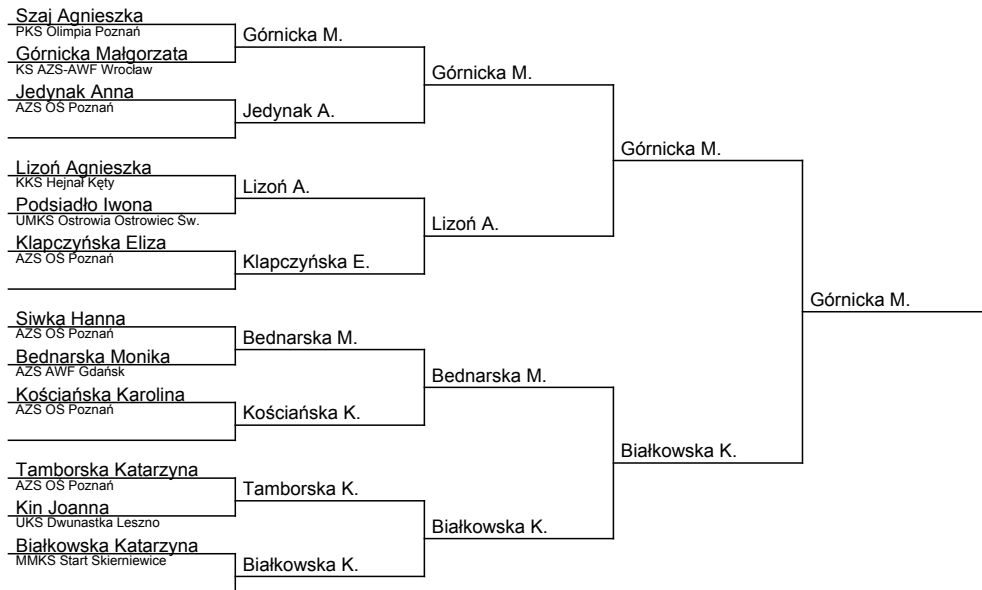 Szaj Agnieszka
PKS Olimpia Poznań
Górnicka Małgorzata
KS AZS-AWF Wrocław
Jedynak Anna
AZS OŚ Poznań
Lizoń Agnieszka
KKS Hejnał Kęty
Podsiadło Iwona
UMKS Ostrowia Ostrowiec Św.
Klapczyńska Eliza
AZS OŚ Poznań
Siwka Hanna
AZS OŚ Poznań
Bednarska Monika
AZS AWF Gdańsk
Kościańska Karolina
AZS OŚ Poznań
Tamborska Katarzyna
AZS OŚ Poznań
Kin Joanna
UKS Dwunastka Leszno
Białkowska Katarzyna
MMKS Start Skierniewice
Górnicka M.
Jedynak A.
Lizoń A.
Klapczyńska E.
Bednarska M.
Kościańska K.
Tamborska K.
Białkowska K.
Górnicka M.
Lizoń A.
Bednarska M.
Białkowska K.
Górnicka M.
Białkowska K.
Górnicka M.